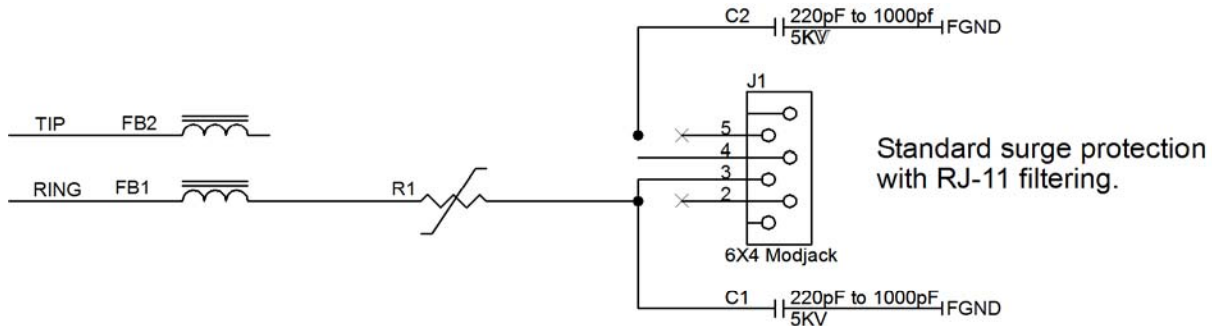 C2 220pF to 1000pf FGND
5KV
J1
TIP FB2
5
4
RING FB1 R1
3
2
Standard surge protection
with RJ-11 filtering.
6X4 Modjack
C1 220pF to 1000pF FGND
5KV